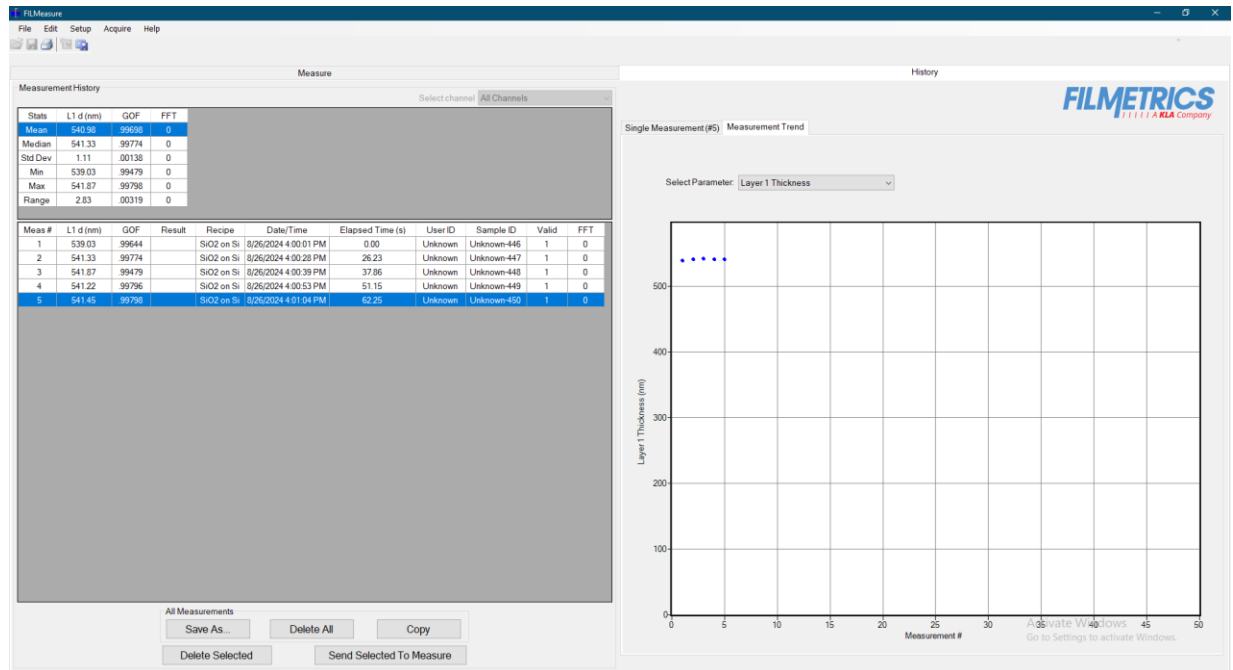 FILMeasure
File Edit Setup Acquire Help
Measure
History
Measurement History
Select channel All Channels
Stats L1 d (nm) GOF FFT
Mean 540.98 .99698 0
Median 541.33 .99774 0
Std Dev 1.11 .00138 0
Min 539.03 .99479 0
Max 541.87 .99798 0
Range 2.83 .00319 0
Meas # L1 d (nm) GOF Result Recipe Date/Time Elapsed Time (s) User ID Sample ID Valid FFT
1 539.03 .99644 SiO2 on Si 8/26/2024 4:00:01 PM 0.00 Unknown Unknown-446 1 0
2 541.33 .99774 SiO2 on Si 8/26/2024 4:00:28 PM 26.23 Unknown Unknown-447 1 0
3 541.87 .99479 SiO2 on Si 8/26/2024 4:00:39 PM 37.86 Unknown Unknown-448 1 0
4 541.22 .99796 SiO2 on Si 8/26/2024 4:00:53 PM 51.15 Unknown Unknown-449 1 0
5 541.45 .99798 SiO2 on Si 8/26/2024 4:01:04 PM 62.25 Unknown Unknown-450 1 0
All Measurements
Save As... Delete All Copy
Delete Selected Send Selected To Measure
FILMETRICS
A KLA Company
Single Measurement (#5) Measurement Trend
Select Parameter: Layer 1 Thickness
Layer 1 Thickness (nm)
500
400
300
200
100
0
0 5 10 15 20 25 30 35 40 45 50
Measurement #
Activate Windows
Go to Settings to activate Windows.